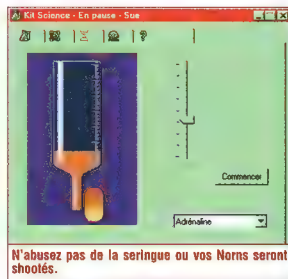 Kit Science - En pause - Sue
?
Commencer
Adrénaline
N'abusez pas de la seringue ou vos Norns seront
shootés.